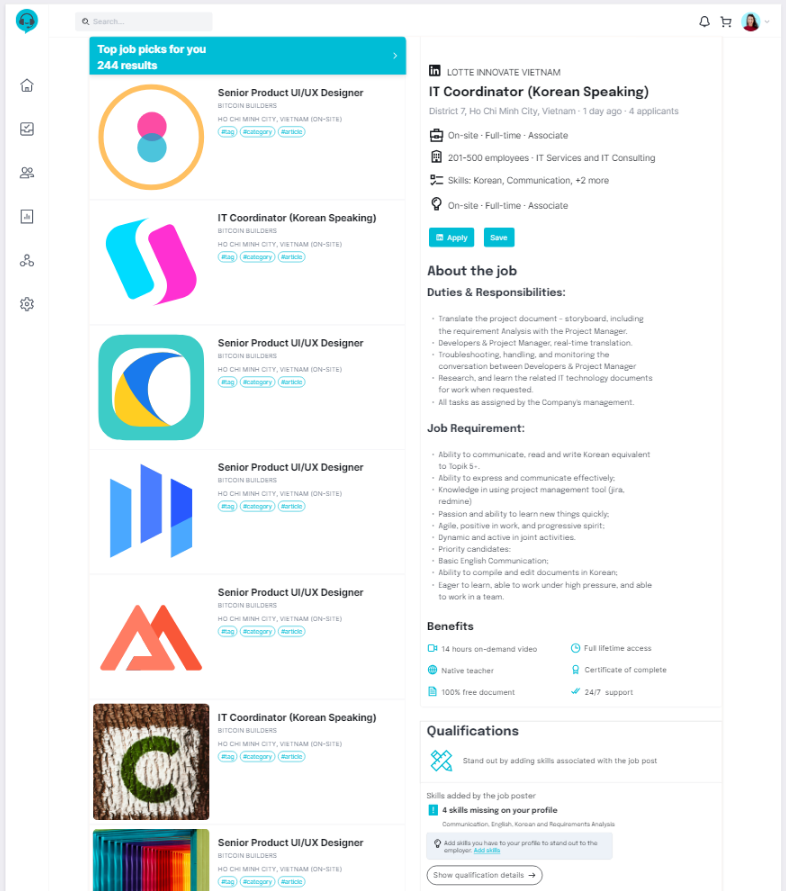 Search...
Top job picks for you
244 results
Senior Product UI/UX Designer
BITCOIN BUILDERS
HO CHI MINH CITY, VIETNAM (ON-SITE)
#tag #category #article
IT Coordinator (Korean Speaking)
BITCOIN BUILDERS
HO CHI MINH CITY, VIETNAM (ON-SITE)
#tag #category #article
Senior Product UI/UX Designer
BITCOIN BUILDERS
HO CHI MINH CITY, VIETNAM (ON-SITE)
#tag #category #article
Senior Product UI/UX Designer
BITCOIN BUILDERS
HO CHI MINH CITY, VIETNAM (ON-SITE)
#tag #category #article
Senior Product UI/UX Designer
BITCOIN BUILDERS
HO CHI MINH CITY, VIETNAM (ON-SITE)
#tag #category #article
C
IT Coordinator (Korean Speaking)
BITCOIN BUILDERS
HO CHI MINH CITY, VIETNAM (ON-SITE)
#tag #category #article
Senior Product UI/UX Designer
BITCOIN BUILDERS
HO CHI MINH CITY, VIETNAM (ON-SITE)
#tag #category #article
in LOTTE INNOVATE VIETNAM
IT Coordinator (Korean Speaking)
District 7, Ho Chi Minh City, Vietnam · 1 day ago · 4 applicants
On-site · Full-time · Associate
201-500 employees · IT Services and IT Consulting
Skills: Korean, Communication, +2 more
On-site · Full-time · Associate
in Apply Save
About the job
Duties & Responsibilities:
• Translate the project document – storyboard, including
the requirement Analysis with the Project Manager.
• Developers & Project Manager, real-time translation.
• Troubleshooting, handling, and monitoring the
conversation between Developers & Project Manager
• Research, and learn the related IT technology documents
for work when requested.
• All tasks as assigned by the Company's management.
Job Requirement:
• Ability to communicate, read and write Korean equivalent
to Topik 5+.
• Ability to express and communicate effectively;
• Knowledge in using project management tool (jira,
redmine)
• Passion and ability to learn new things quickly;
• Agile, positive in work, and progressive spirit;
• Dynamic and active in joint activities.
• Priority candidates:
• Basic English Communication;
• Ability to compile and edit documents in Korean;
• Eager to learn, able to work under high pressure, and able
to work in a team.
Benefits
14 hours on-demand video Full lifetime access
Native teacher Certificate of complete
100% free document 24/7 support
Qualifications
Stand out by adding skills associated with the job post
Skills added by the job poster
! 4 skills missing on your profile
Communication, English, Korean and Requirements Analysis
Add skills you have to your profile to stand out to the
employer. Add skills
Show qualification details →